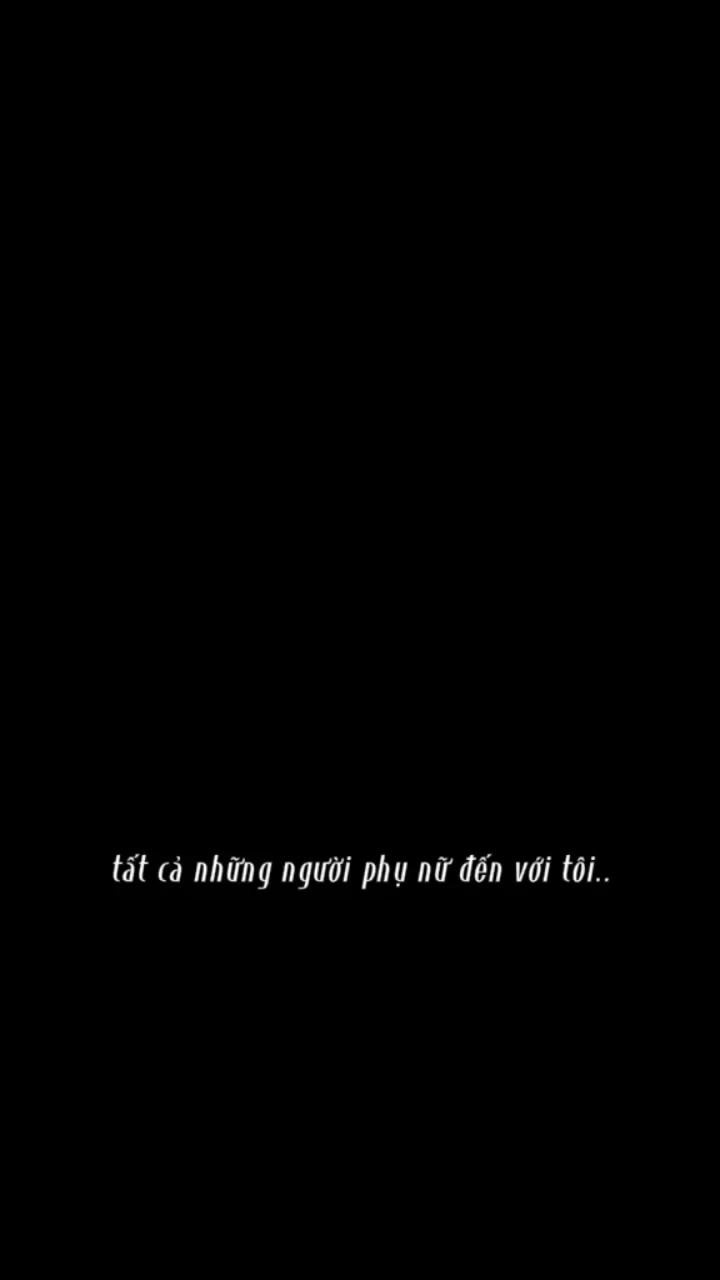 tất cả những người phụ nữ đến với tôi..